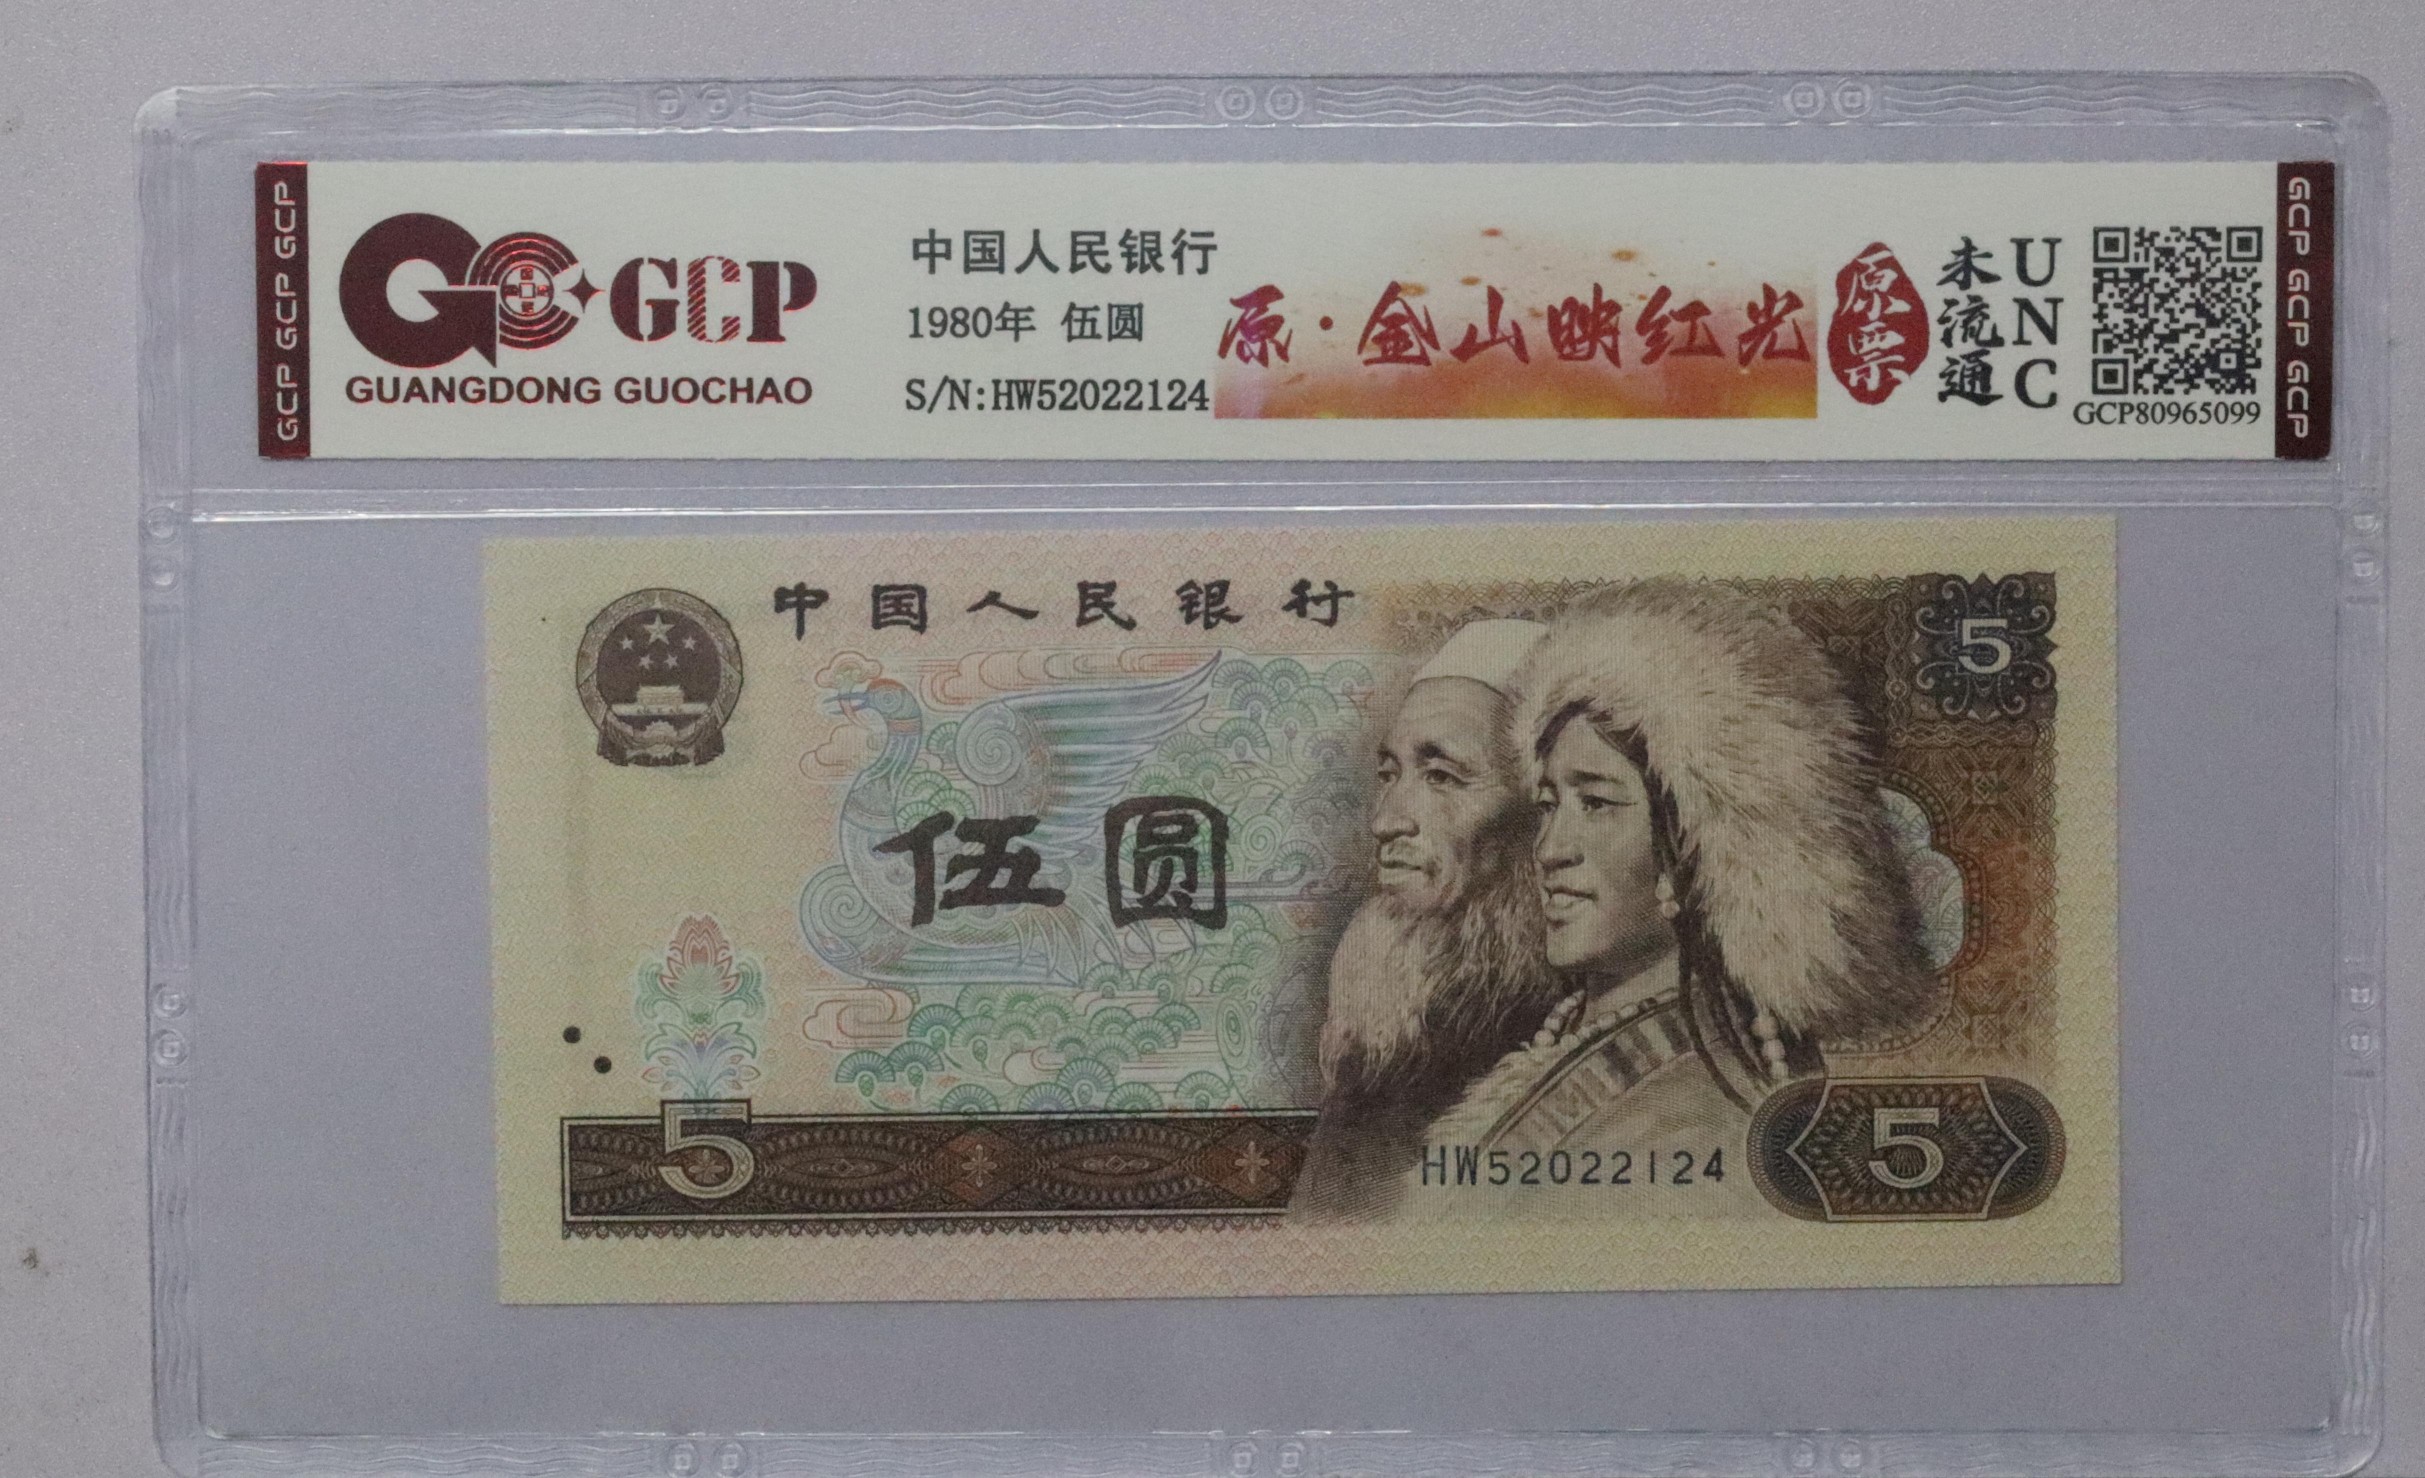 GCP GCP GCP
GCP
GUANGDONG GUOCHAO
中国人民银行
1980年 伍圆
S/N:HW52022124
原·金山映红光
原票
未流通
UNC
GCP80965099
GCP GCP GCP
中国人民银行
5
伍圆
5
HW52022124
5